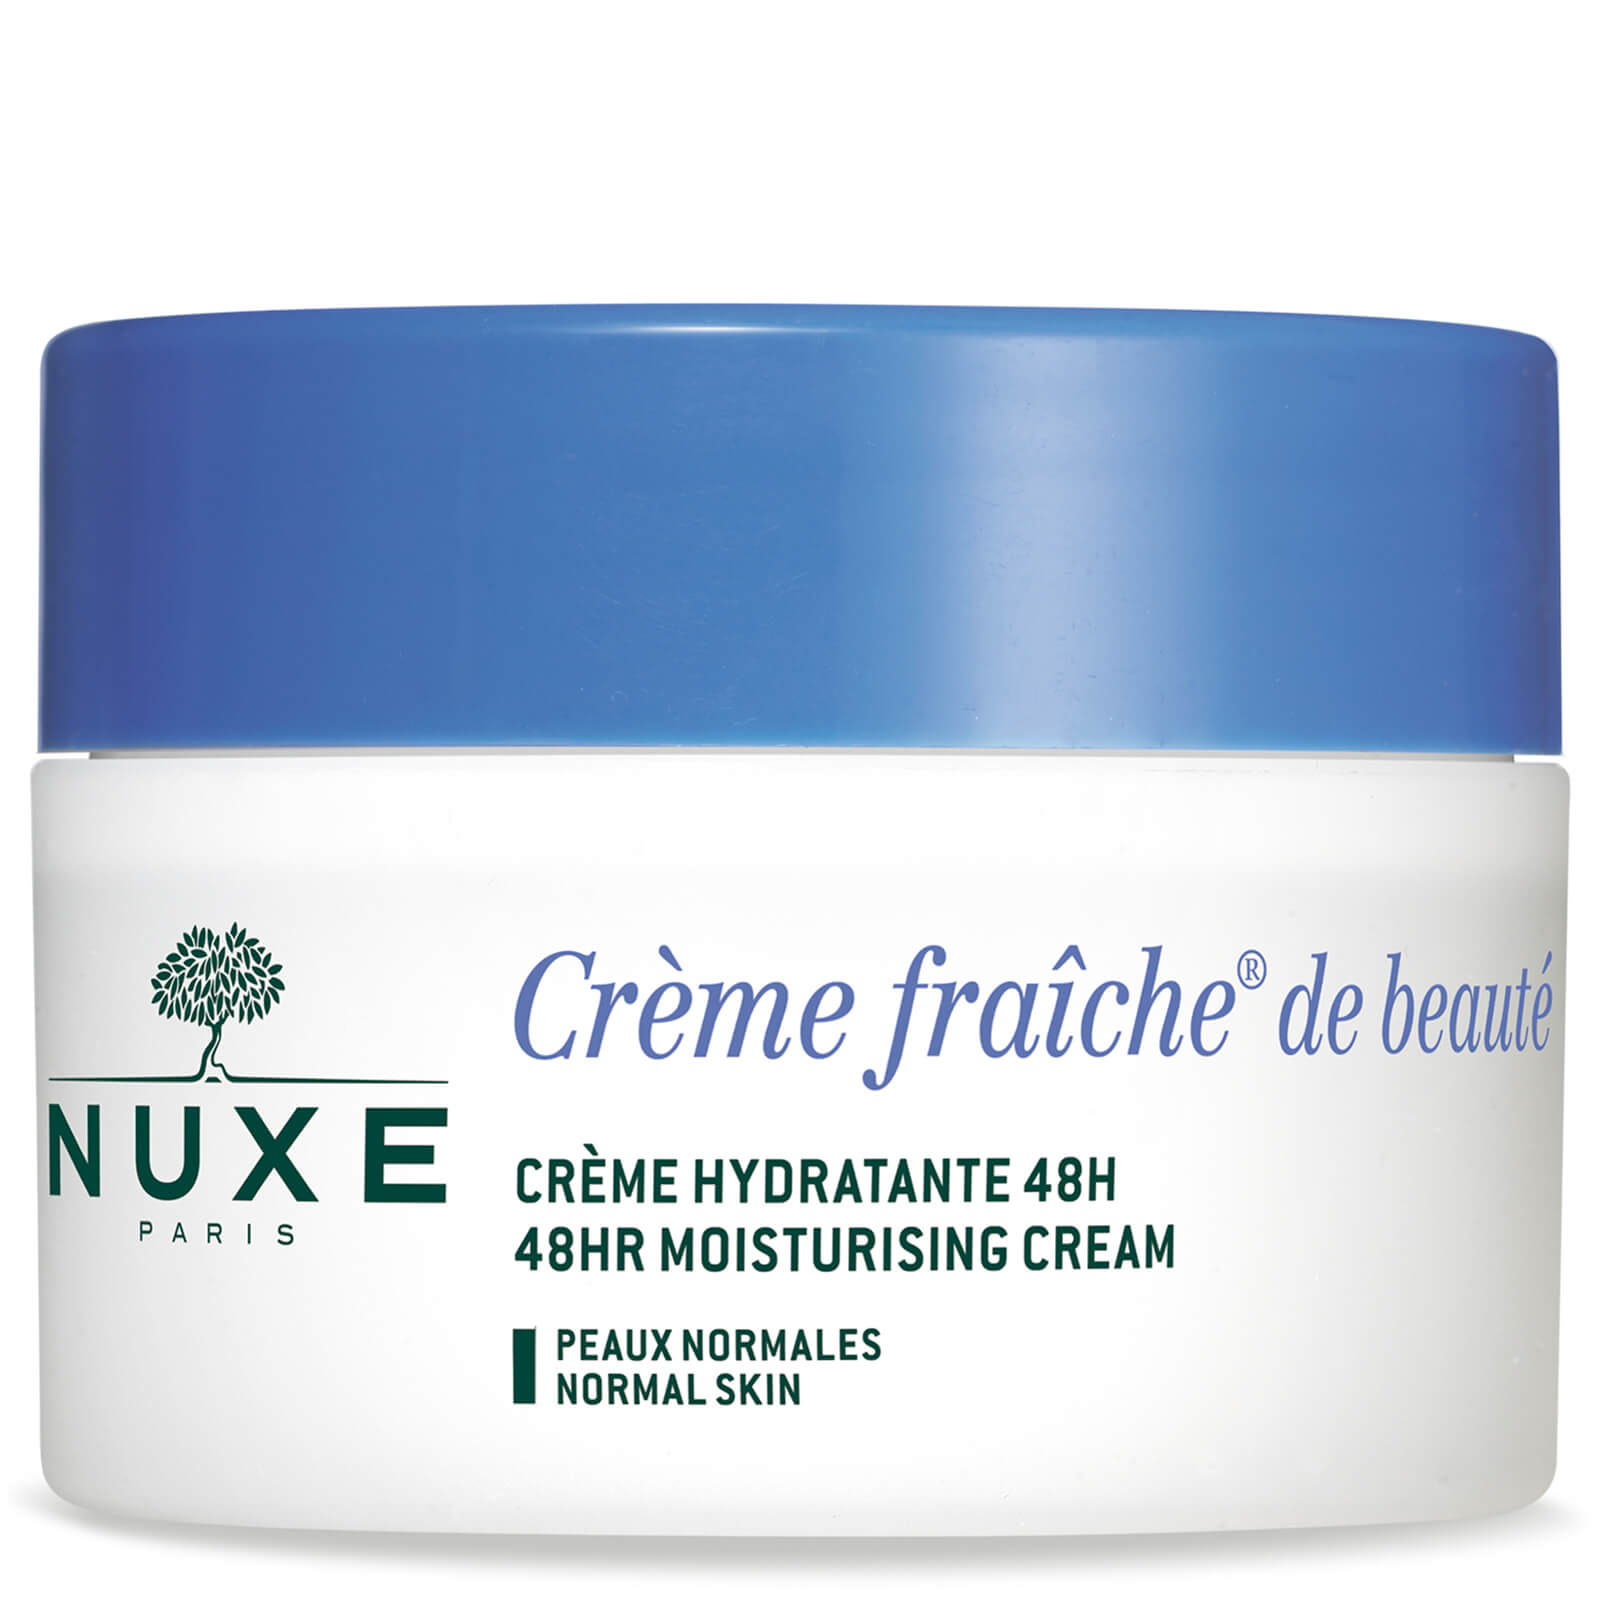 NUXE
PARIS
Crème fraîche® de beauté
CRÈME HYDRATANTE 48H
48HR MOISTURISING CREAM
PEAUX NORMALES
NORMAL SKIN